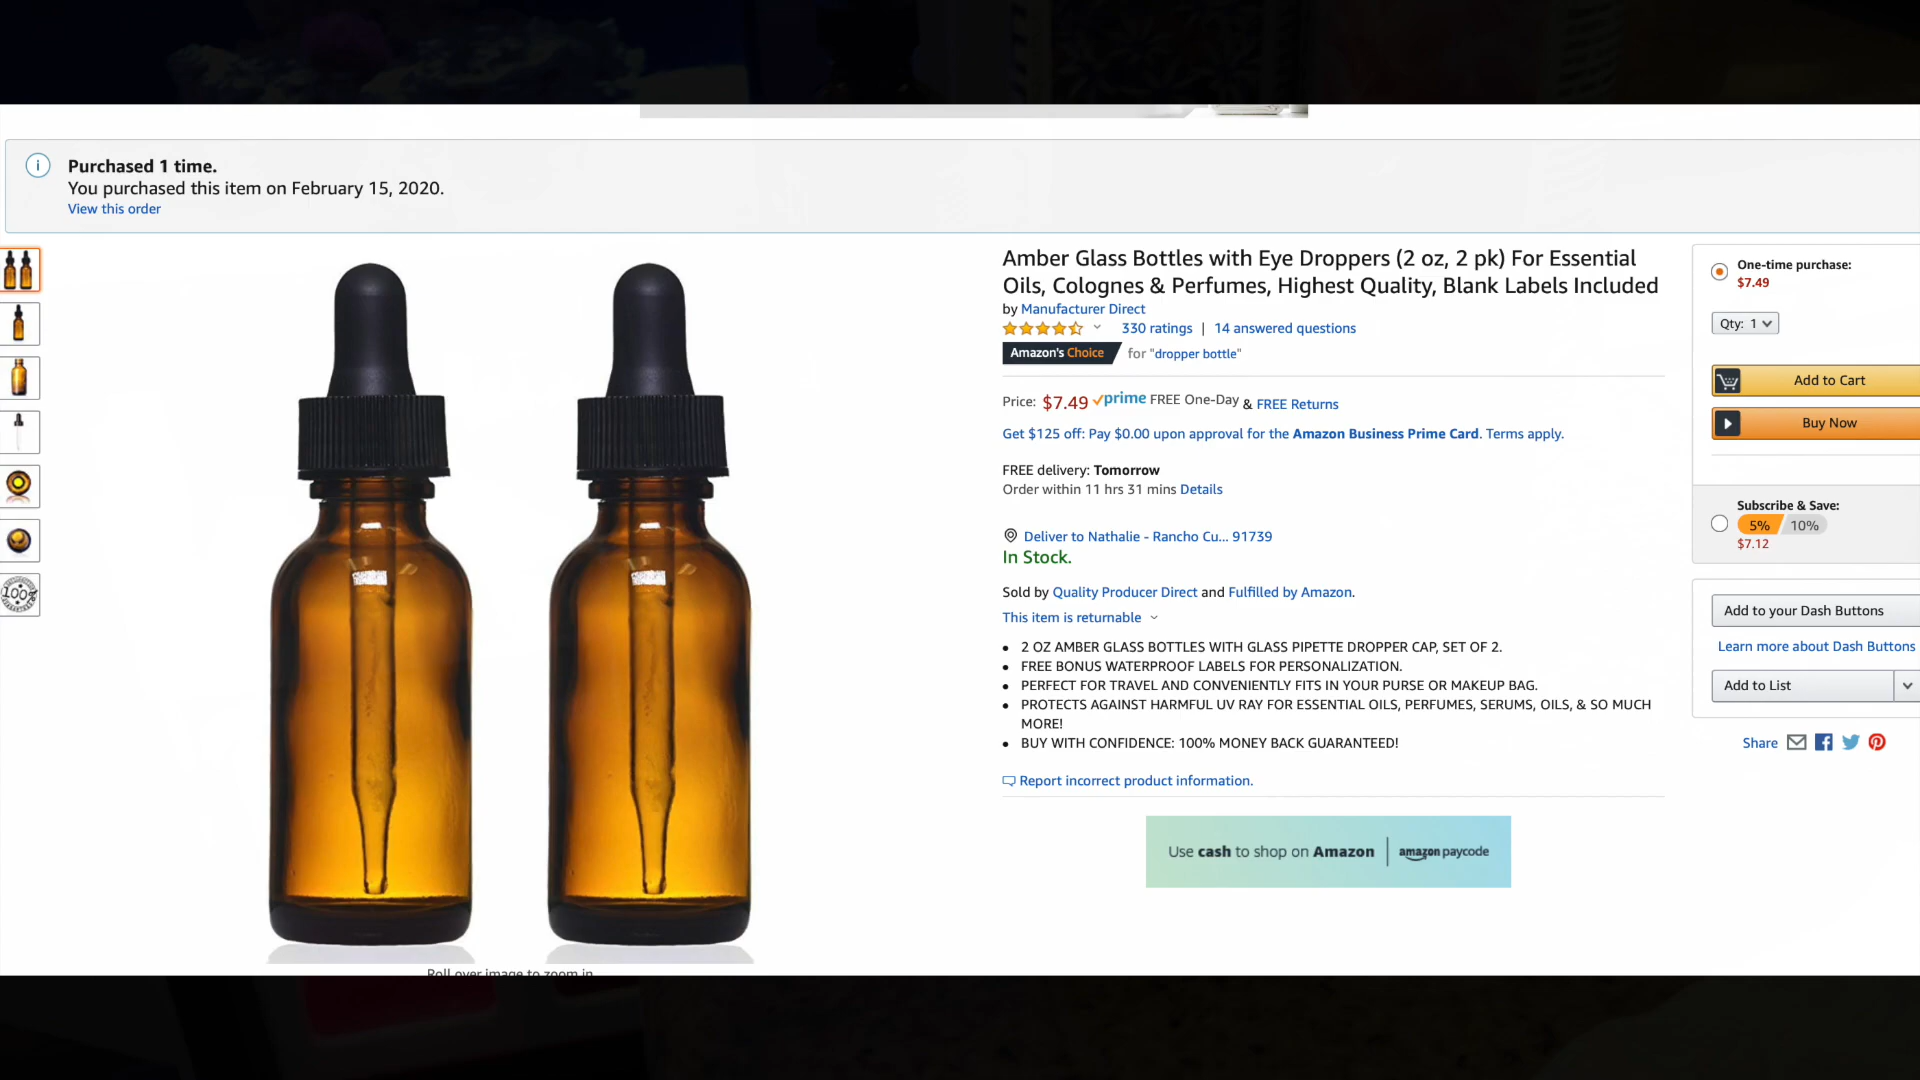 Purchased 1 time.
You purchased this item on February 15, 2020.
View this order
100%
Roll over image to zoom in
Amber Glass Bottles with Eye Droppers (2 oz, 2 pk) For Essential
Oils, Colognes & Perfumes, Highest Quality, Blank Labels Included
by Manufacturer Direct
330 ratings | 14 answered questions
Amazon's Choice for "dropper bottle"
Price: $7.49 prime FREE One-Day & FREE Returns
Get $125 off: Pay $0.00 upon approval for the Amazon Business Prime Card. Terms apply.
FREE delivery: Tomorrow
Order within 11 hrs 31 mins Details
Deliver to Nathalie - Rancho Cu... 91739
In Stock.
Sold by Quality Producer Direct and Fulfilled by Amazon.
This item is returnable
• 2 OZ AMBER GLASS BOTTLES WITH GLASS PIPETTE DROPPER CAP, SET OF 2.
• FREE BONUS WATERPROOF LABELS FOR PERSONALIZATION.
• PERFECT FOR TRAVEL AND CONVENIENTLY FITS IN YOUR PURSE OR MAKEUP BAG.
• PROTECTS AGAINST HARMFUL UV RAY FOR ESSENTIAL OILS, PERFUMES, SERUMS, OILS, & SO MUCH
MORE!
• BUY WITH CONFIDENCE: 100% MONEY BACK GUARANTEED!
Report incorrect product information.
Use cash to shop on Amazon | amazon paycode
One-time purchase:
$7.49
Qty: 1
Add to Cart
Buy Now
Subscribe & Save:
5% 10%
$7.12
Add to your Dash Buttons
Learn more about Dash Buttons
Add to List
Share